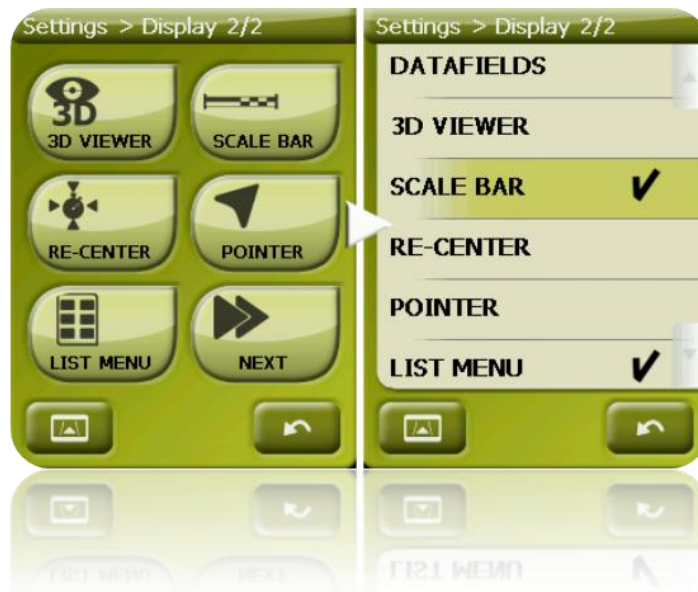 Settings > Display 2/2
3D
3D VIEWER
SCALE BAR
RE-CENTER
POINTER
LIST MENU
NEXT
Settings > Display 2/2
DATAFIELDS
3D VIEWER
SCALE BAR
RE-CENTER
POINTER
LIST MENU